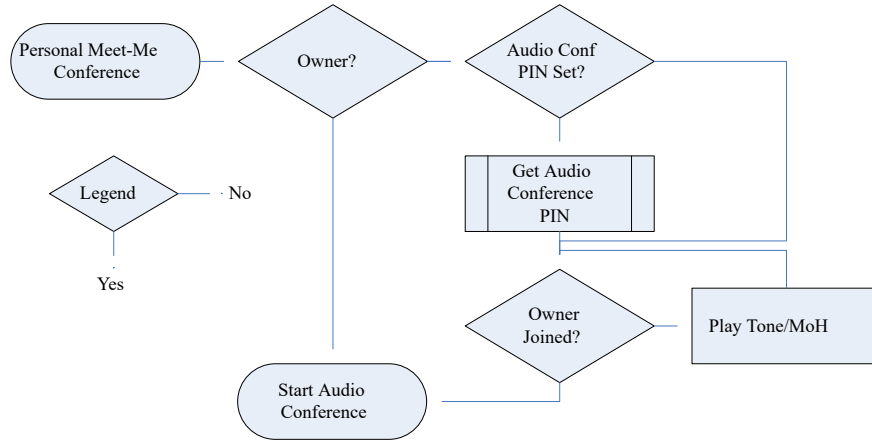 Personal Meet-Me
Conference
Owner?
Audio Conf
PIN Set?
Legend
No
Yes
Get Audio
Conference
PIN
Owner
Joined?
Play Tone/MoH
Start Audio
Conference